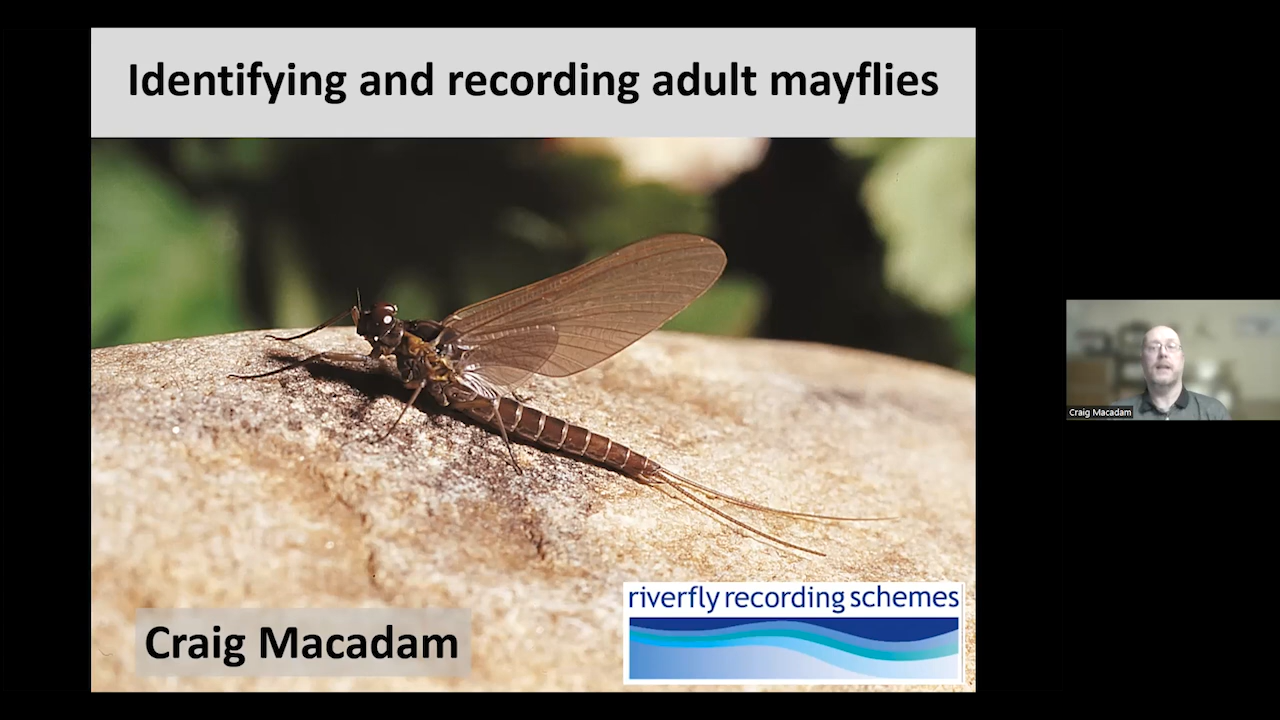 Identifying and recording adult mayflies
riverfly recording schemes
Craig Macadam
Craig Macadam